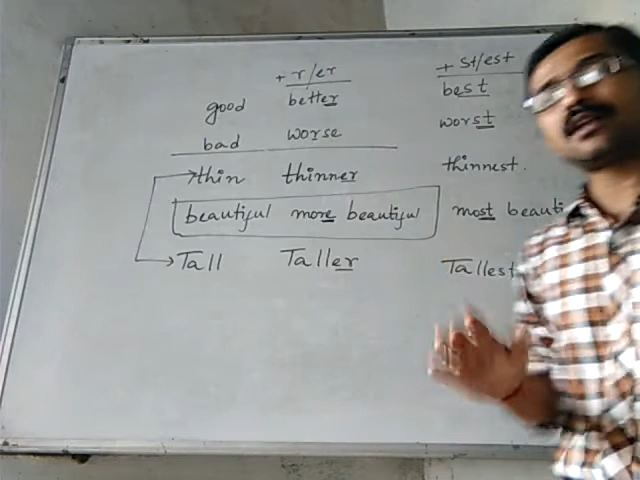 + r/er + st/est
good better best
bad worse worst
thin thinner thinnest.
beautiful more beautiful most beauti
Tall Taller Tallest